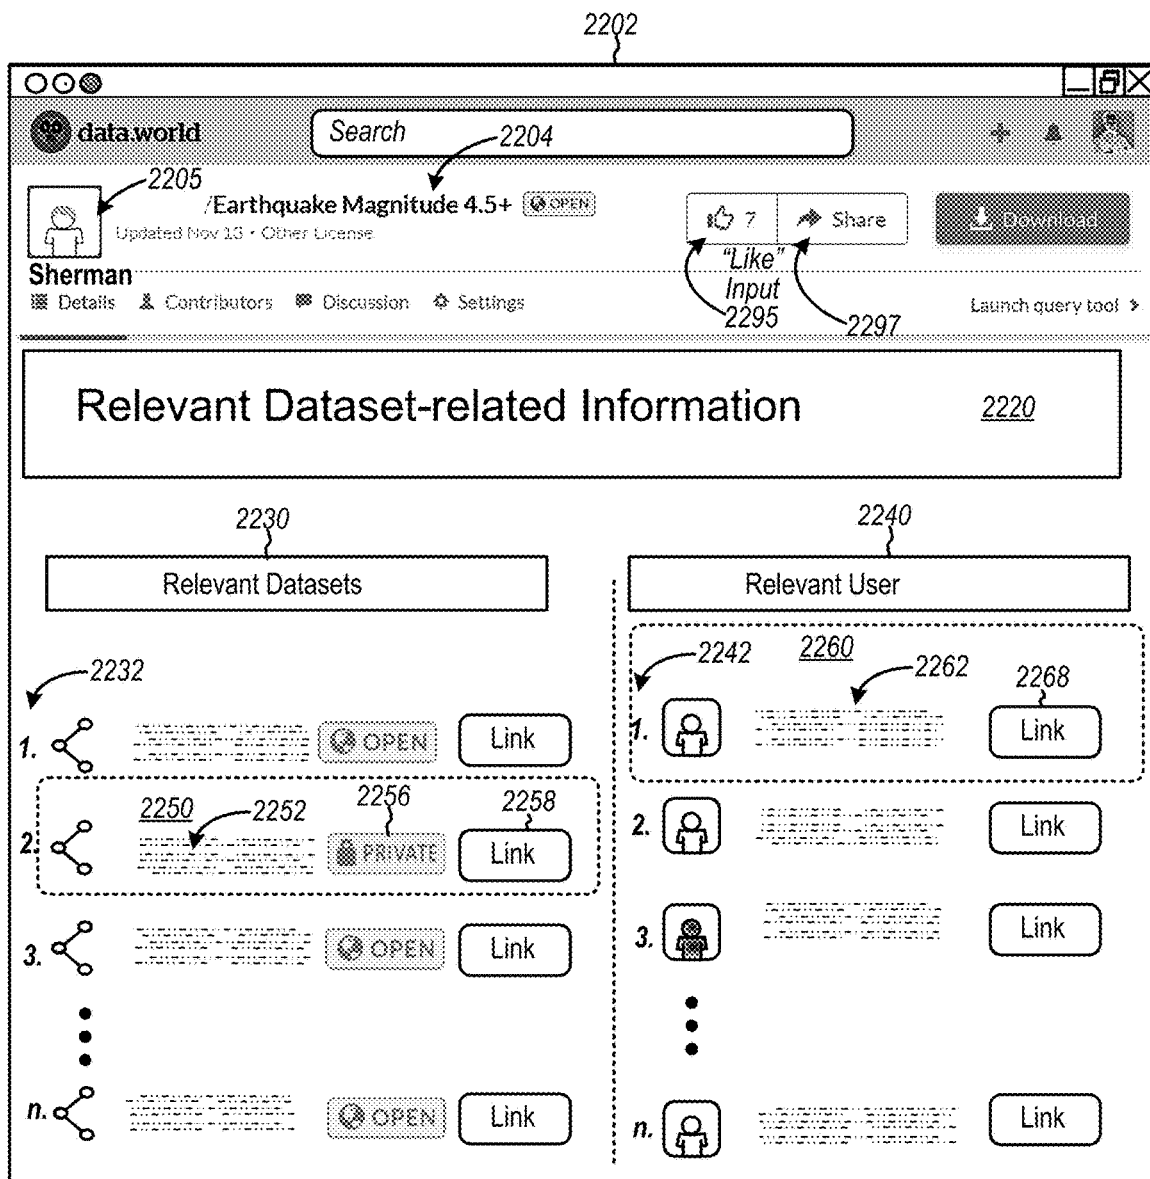 2202
data.world
Search
2204
2205
/Earthquake Magnitude 4.5+ OPEN
Updated Nov 13 • Other License
7 Share
Download
Sherman
"Like"
Input
2295
2297
Details Contributors Discussion Settings
Launch query tool >
Relevant Dataset-related Information 2220
2230
2240
Relevant Datasets
Relevant User
2232
2242
2260
2262
2268
1. OPEN Link
1. Link
2250
2252
2256
2258
2. PRIVATE Link
2. Link
3. OPEN Link
3. Link
n. OPEN Link
n. Link